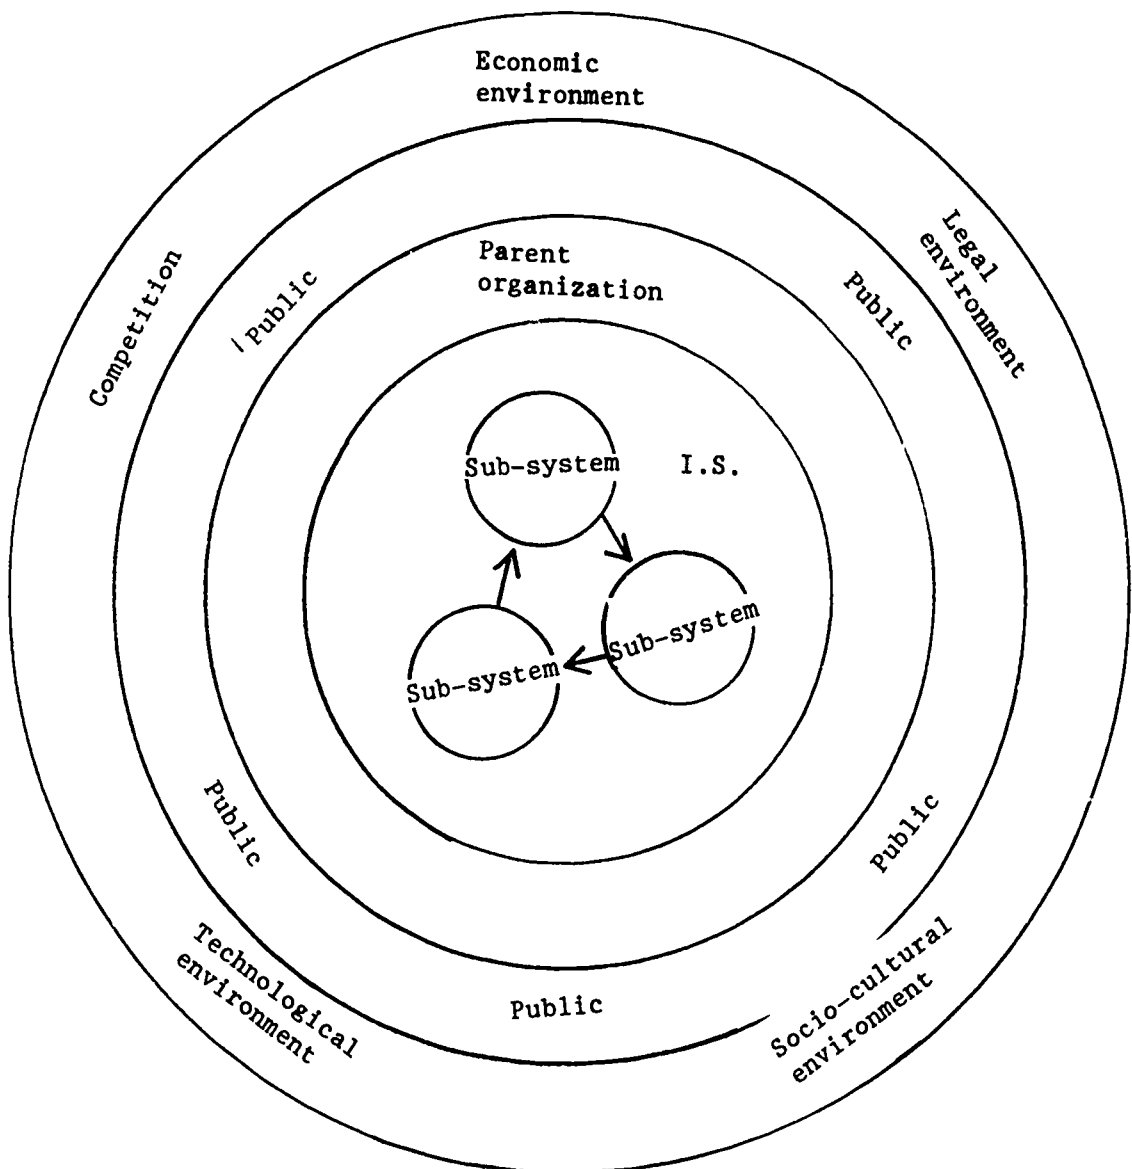 Economic
environment
Legal
environment
Competition
Parent
organization
Public
Public
Sub-system
I.S.
Sub-system
Sub-system
Public
Public
Public
Technological
environment
Socio-cultural
environment